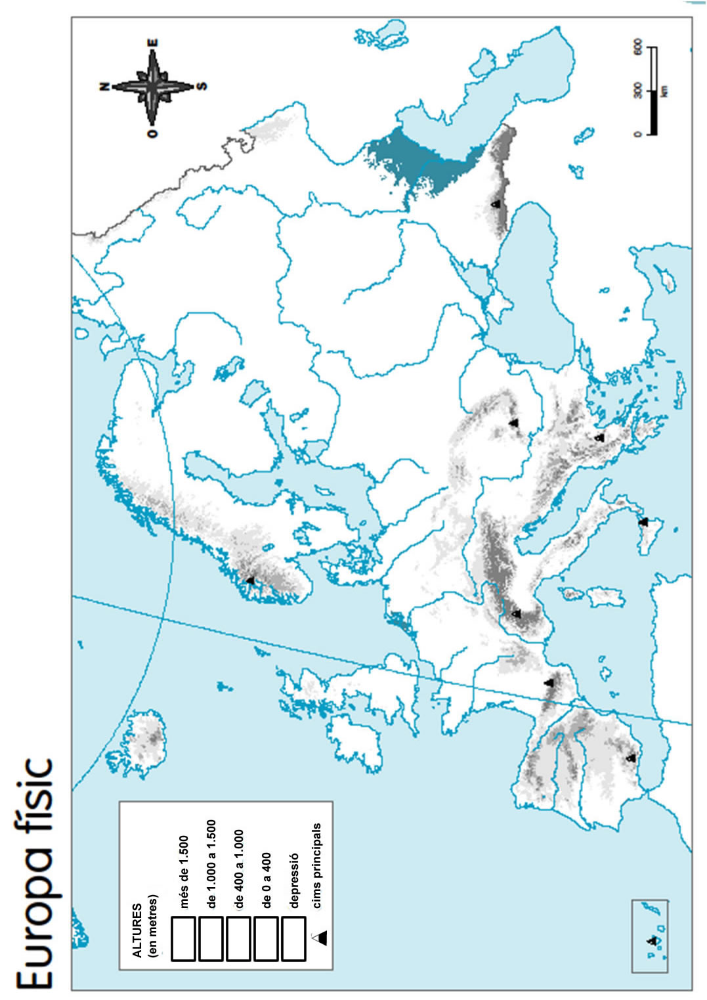 Europa físic
N
E
S
O
0 300 600
km
ALTURES
(en metres)
més de 1.500
de 1.000 a 1.500
de 400 a 1.000
de 0 a 400
depressió
cims principals